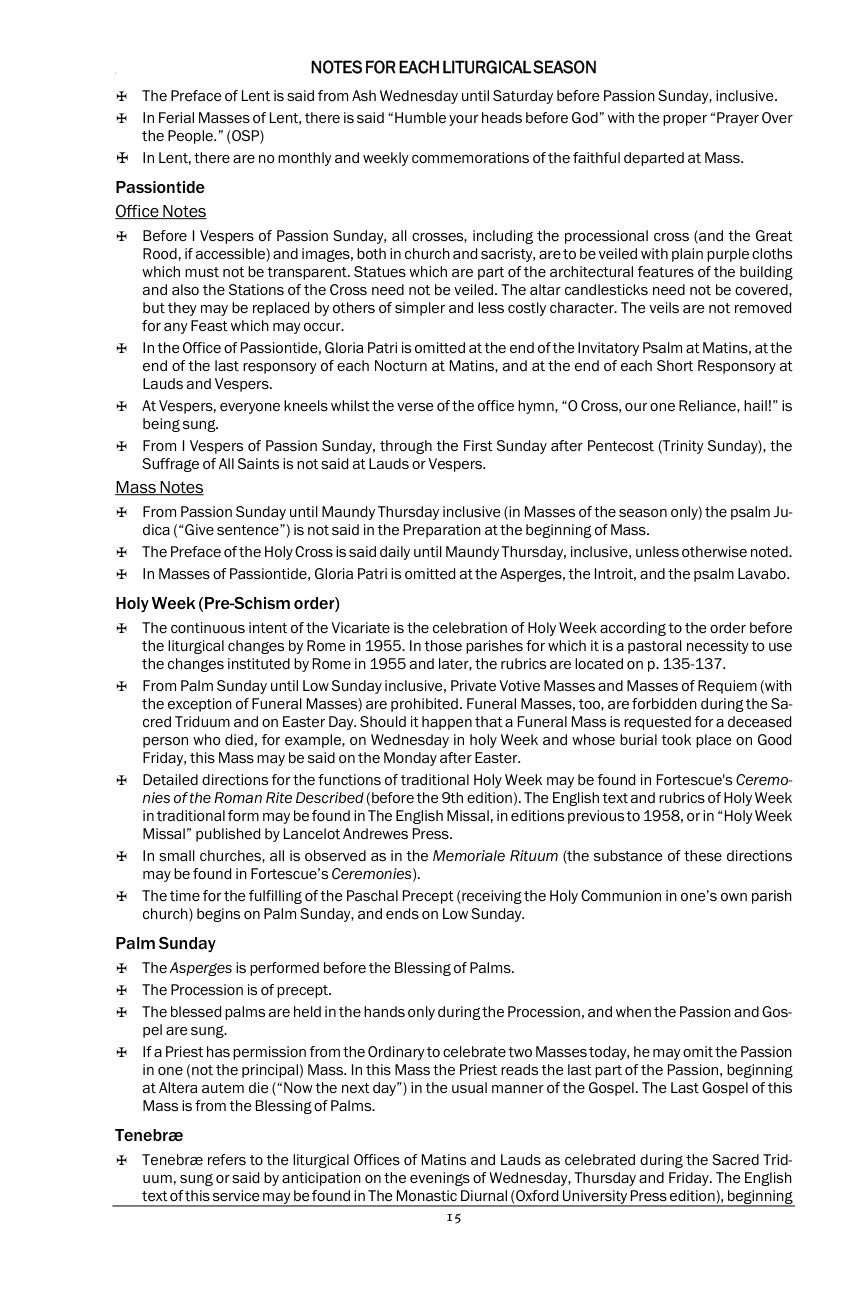 NOTES FOR EACH LITURGICAL SEASON
✠ The Preface of Lent is said from Ash Wednesday until Saturday before Passion Sunday, inclusive.
✠ In Ferial Masses of Lent, there is said “Humble your heads before God” with the proper “Prayer Over
the People.” (OSP)
✠ In Lent, there are no monthly and weekly commemorations of the faithful departed at Mass.
Passiontide
Office Notes
✠ Before I Vespers of Passion Sunday, all crosses, including the processional cross (and the Great
Rood, if accessible) and images, both in church and sacristy, are to be veiled with plain purple cloths
which must not be transparent. Statues which are part of the architectural features of the building
and also the Stations of the Cross need not be veiled. The altar candlesticks need not be covered,
but they may be replaced by others of simpler and less costly character. The veils are not removed
for any Feast which may occur.
✠ In the Office of Passiontide, Gloria Patri is omitted at the end of the Invitatory Psalm at Matins, at the
end of the last responsory of each Nocturn at Matins, and at the end of each Short Responsory at
Lauds and Vespers.
✠ At Vespers, everyone kneels whilst the verse of the office hymn, “O Cross, our one Reliance, hail!” is
being sung.
✠ From I Vespers of Passion Sunday, through the First Sunday after Pentecost (Trinity Sunday), the
Suffrage of All Saints is not said at Lauds or Vespers.
Mass Notes
✠ From Passion Sunday until Maundy Thursday inclusive (in Masses of the season only) the psalm Ju-
dica (“Give sentence”) is not said in the Preparation at the beginning of Mass.
✠ The Preface of the Holy Cross is said daily until Maundy Thursday, inclusive, unless otherwise noted.
✠ In Masses of Passiontide, Gloria Patri is omitted at the Asperges, the Introit, and the psalm Lavabo.
Holy Week (Pre-Schism order)
✠ The continuous intent of the Vicariate is the celebration of Holy Week according to the order before
the liturgical changes by Rome in 1955. In those parishes for which it is a pastoral necessity to use
the changes instituted by Rome in 1955 and later, the rubrics are located on p. 135-137.
✠ From Palm Sunday until Low Sunday inclusive, Private Votive Masses and Masses of Requiem (with
the exception of Funeral Masses) are prohibited. Funeral Masses, too, are forbidden during the Sa-
cred Triduum and on Easter Day. Should it happen that a Funeral Mass is requested for a deceased
person who died, for example, on Wednesday in holy Week and whose burial took place on Good
Friday, this Mass may be said on the Monday after Easter.
✠ Detailed directions for the functions of traditional Holy Week may be found in Fortescue's Ceremo-
nies of the Roman Rite Described (before the 9th edition). The English text and rubrics of Holy Week
in traditional form may be found in The English Missal, in editions previous to 1958, or in “Holy Week
Missal” published by Lancelot Andrewes Press.
✠ In small churches, all is observed as in the Memoriale Rituum (the substance of these directions
may be found in Fortescue’s Ceremonies).
✠ The time for the fulfilling of the Paschal Precept (receiving the Holy Communion in one’s own parish
church) begins on Palm Sunday, and ends on Low Sunday.
Palm Sunday
✠ The Asperges is performed before the Blessing of Palms.
✠ The Procession is of precept.
✠ The blessed palms are held in the hands only during the Procession, and when the Passion and Gos-
pel are sung.
✠ If a Priest has permission from the Ordinary to celebrate two Masses today, he may omit the Passion
in one (not the principal) Mass. In this Mass the Priest reads the last part of the Passion, beginning
at Altera autem die (“Now the next day”) in the usual manner of the Gospel. The Last Gospel of this
Mass is from the Blessing of Palms.
Tenebræ
✠ Tenebræ refers to the liturgical Offices of Matins and Lauds as celebrated during the Sacred Trid-
uum, sung or said by anticipation on the evenings of Wednesday, Thursday and Friday. The English
text of this service may be found in The Monastic Diurnal (Oxford University Press edition), beginning
15